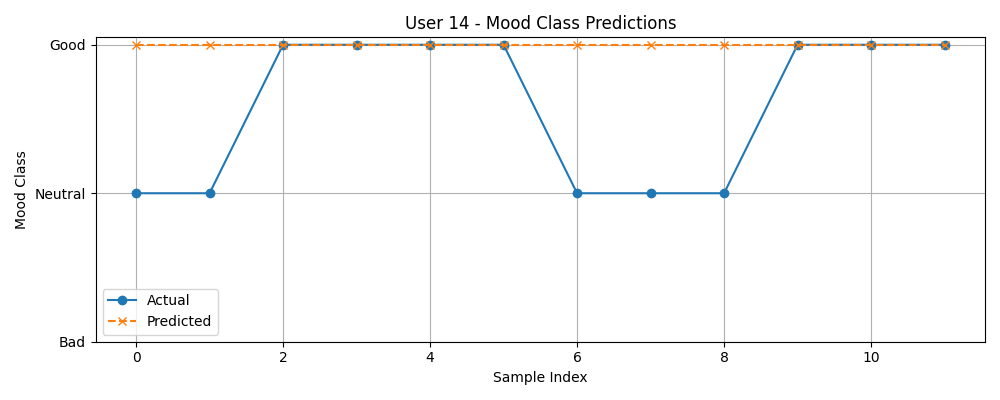 User 14 - Mood Class Predictions
Good
Neutral
Bad
Mood Class
Actual
Predicted
0 2 4 6 8 10
Sample Index